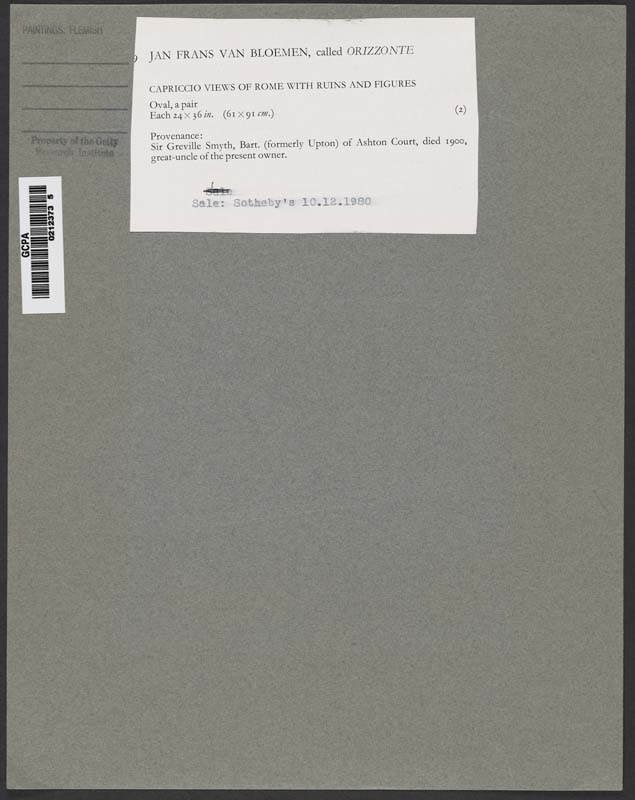 PAINTINGS: FLEMISH
Property of the Getty
Research Institute
GCPA
0212373 5
9 JAN FRANS VAN BLOEMEN, called ORIZZONTE
CAPRICCIO VIEWS OF ROME WITH RUINS AND FIGURES
Oval, a pair
Each 24 × 36 in. (61 × 91 cm.) (2)
Provenance:
Sir Greville Smyth, Bart. (formerly Upton) of Ashton Court, died 1900,
great-uncle of the present owner.
Sale: Sotheby's 10.12.1980